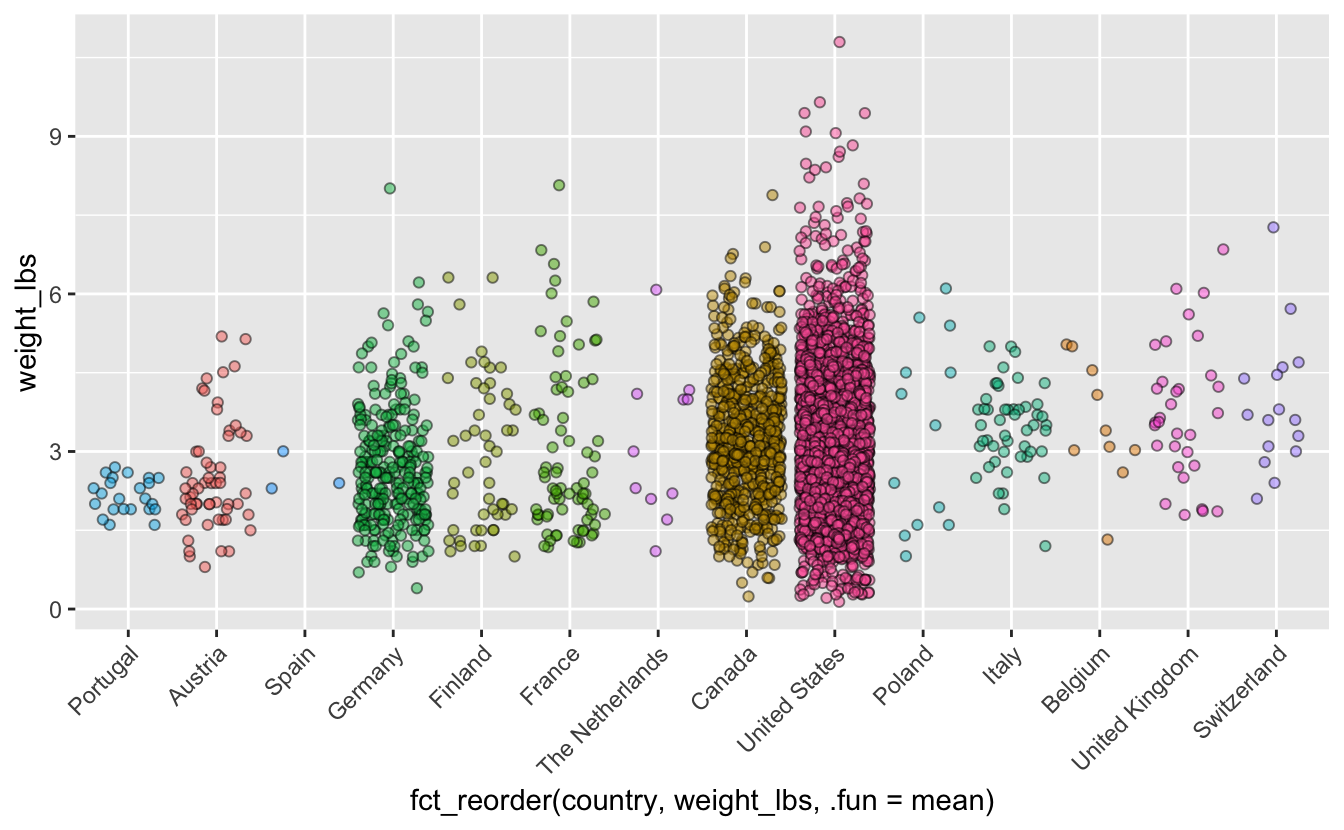 weight_lbs
9
6
3
0
Portugal
Austria
Spain
Germany
Finland
France
The Netherlands
Canada
United States
Poland
Italy
Belgium
United Kingdom
Switzerland
fct_reorder(country, weight_lbs, .fun = mean)